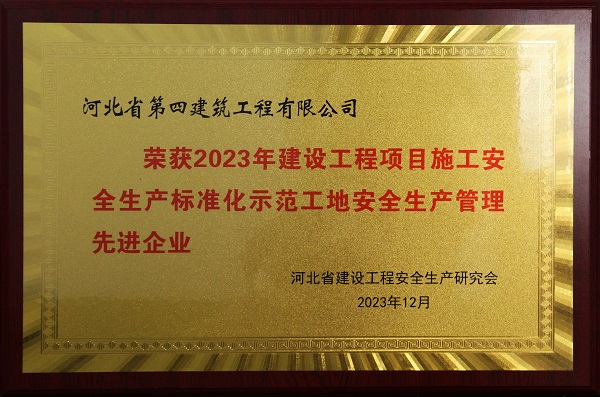 河北省第四建筑工程有限公司
荣获2023年建设工程项目施工安
全生产标准化示范工地安全生产管理
先进企业
河北省建设工程安全生产研究会
2023年12月